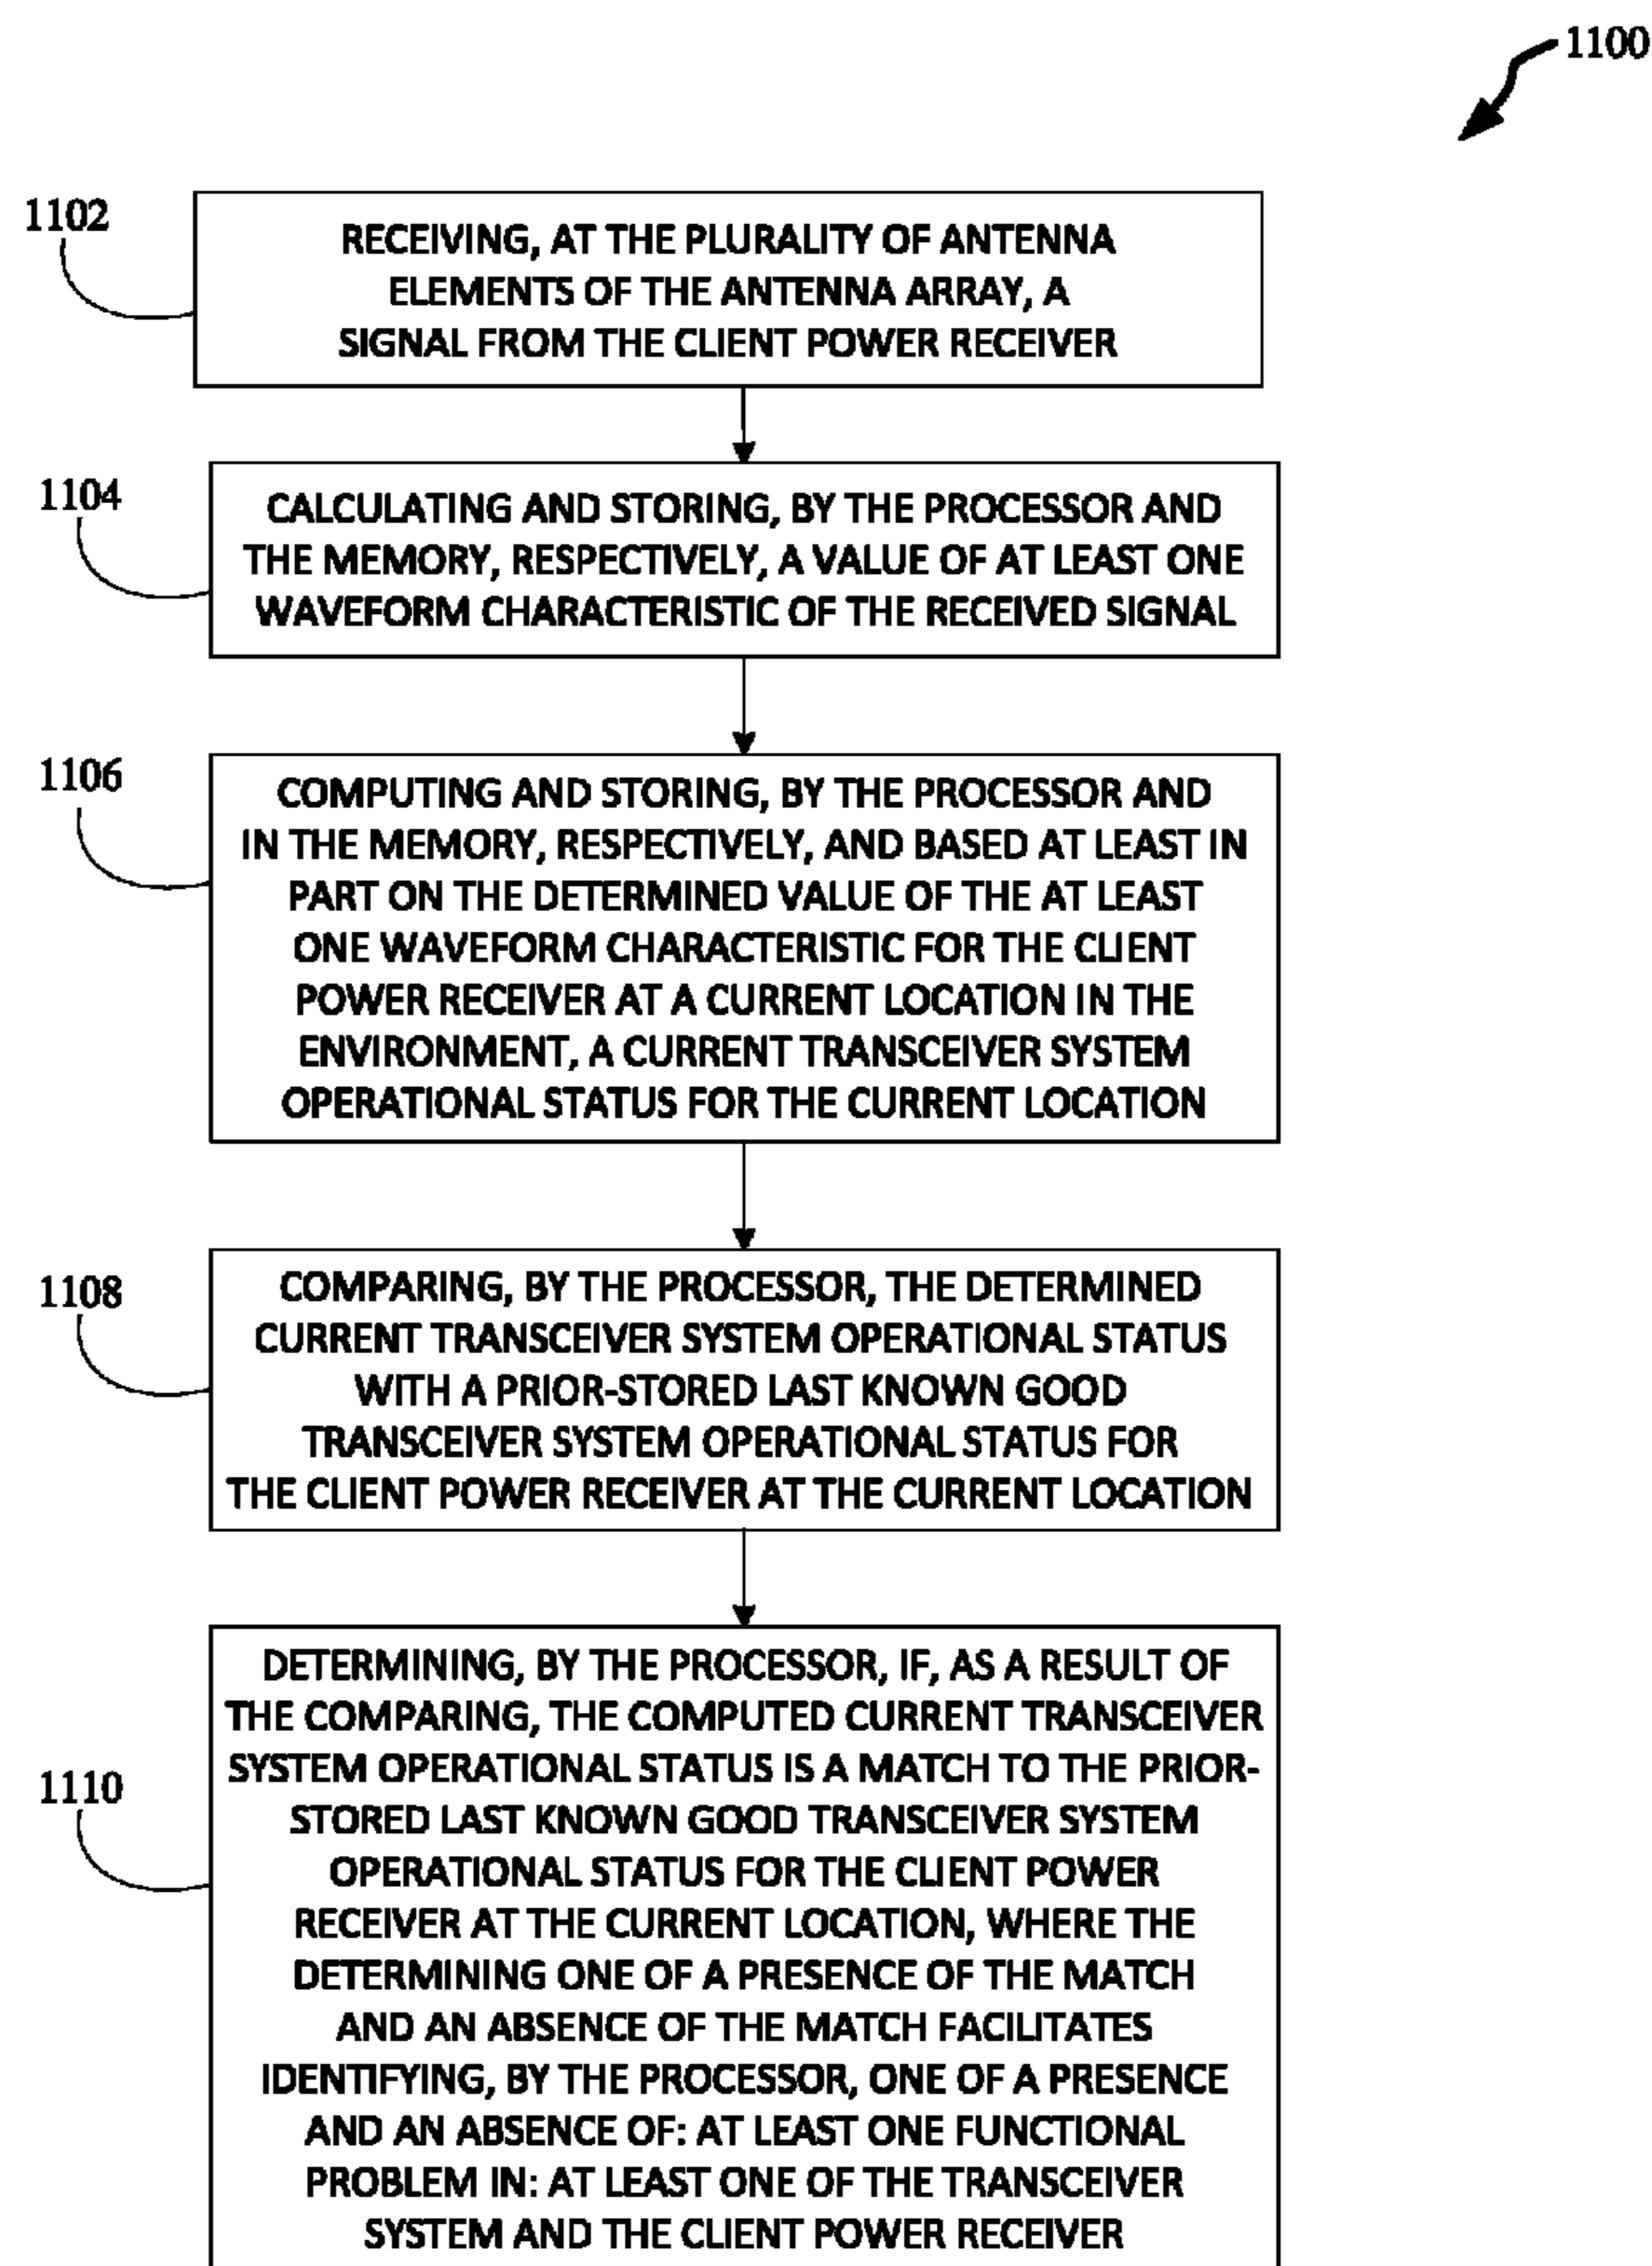 1100
1102
RECEIVING, AT THE PLURALITY OF ANTENNA
ELEMENTS OF THE ANTENNA ARRAY, A
SIGNAL FROM THE CLIENT POWER RECEIVER
1104
CALCULATING AND STORING, BY THE PROCESSOR AND
THE MEMORY, RESPECTIVELY, A VALUE OF AT LEAST ONE
WAVEFORM CHARACTERISTIC OF THE RECEIVED SIGNAL
1106
COMPUTING AND STORING, BY THE PROCESSOR AND
IN THE MEMORY, RESPECTIVELY, AND BASED AT LEAST IN
PART ON THE DETERMINED VALUE OF THE AT LEAST
ONE WAVEFORM CHARACTERISTIC FOR THE CLIENT
POWER RECEIVER AT A CURRENT LOCATION IN THE
ENVIRONMENT, A CURRENT TRANSCEIVER SYSTEM
OPERATIONAL STATUS FOR THE CURRENT LOCATION
1108
COMPARING, BY THE PROCESSOR, THE DETERMINED
CURRENT TRANSCEIVER SYSTEM OPERATIONAL STATUS
WITH A PRIOR-STORED LAST KNOWN GOOD
TRANSCEIVER SYSTEM OPERATIONAL STATUS FOR
THE CLIENT POWER RECEIVER AT THE CURRENT LOCATION
1110
DETERMINING, BY THE PROCESSOR, IF, AS A RESULT OF
THE COMPARING, THE COMPUTED CURRENT TRANSCEIVER
SYSTEM OPERATIONAL STATUS IS A MATCH TO THE PRIOR-
STORED LAST KNOWN GOOD TRANSCEIVER SYSTEM
OPERATIONAL STATUS FOR THE CLIENT POWER
RECEIVER AT THE CURRENT LOCATION, WHERE THE
DETERMINING ONE OF A PRESENCE OF THE MATCH
AND AN ABSENCE OF THE MATCH FACILITATES
IDENTIFYING, BY THE PROCESSOR, ONE OF A PRESENCE
AND AN ABSENCE OF: AT LEAST ONE FUNCTIONAL
PROBLEM IN: AT LEAST ONE OF THE TRANSCEIVER
SYSTEM AND THE CLIENT POWER RECEIVER